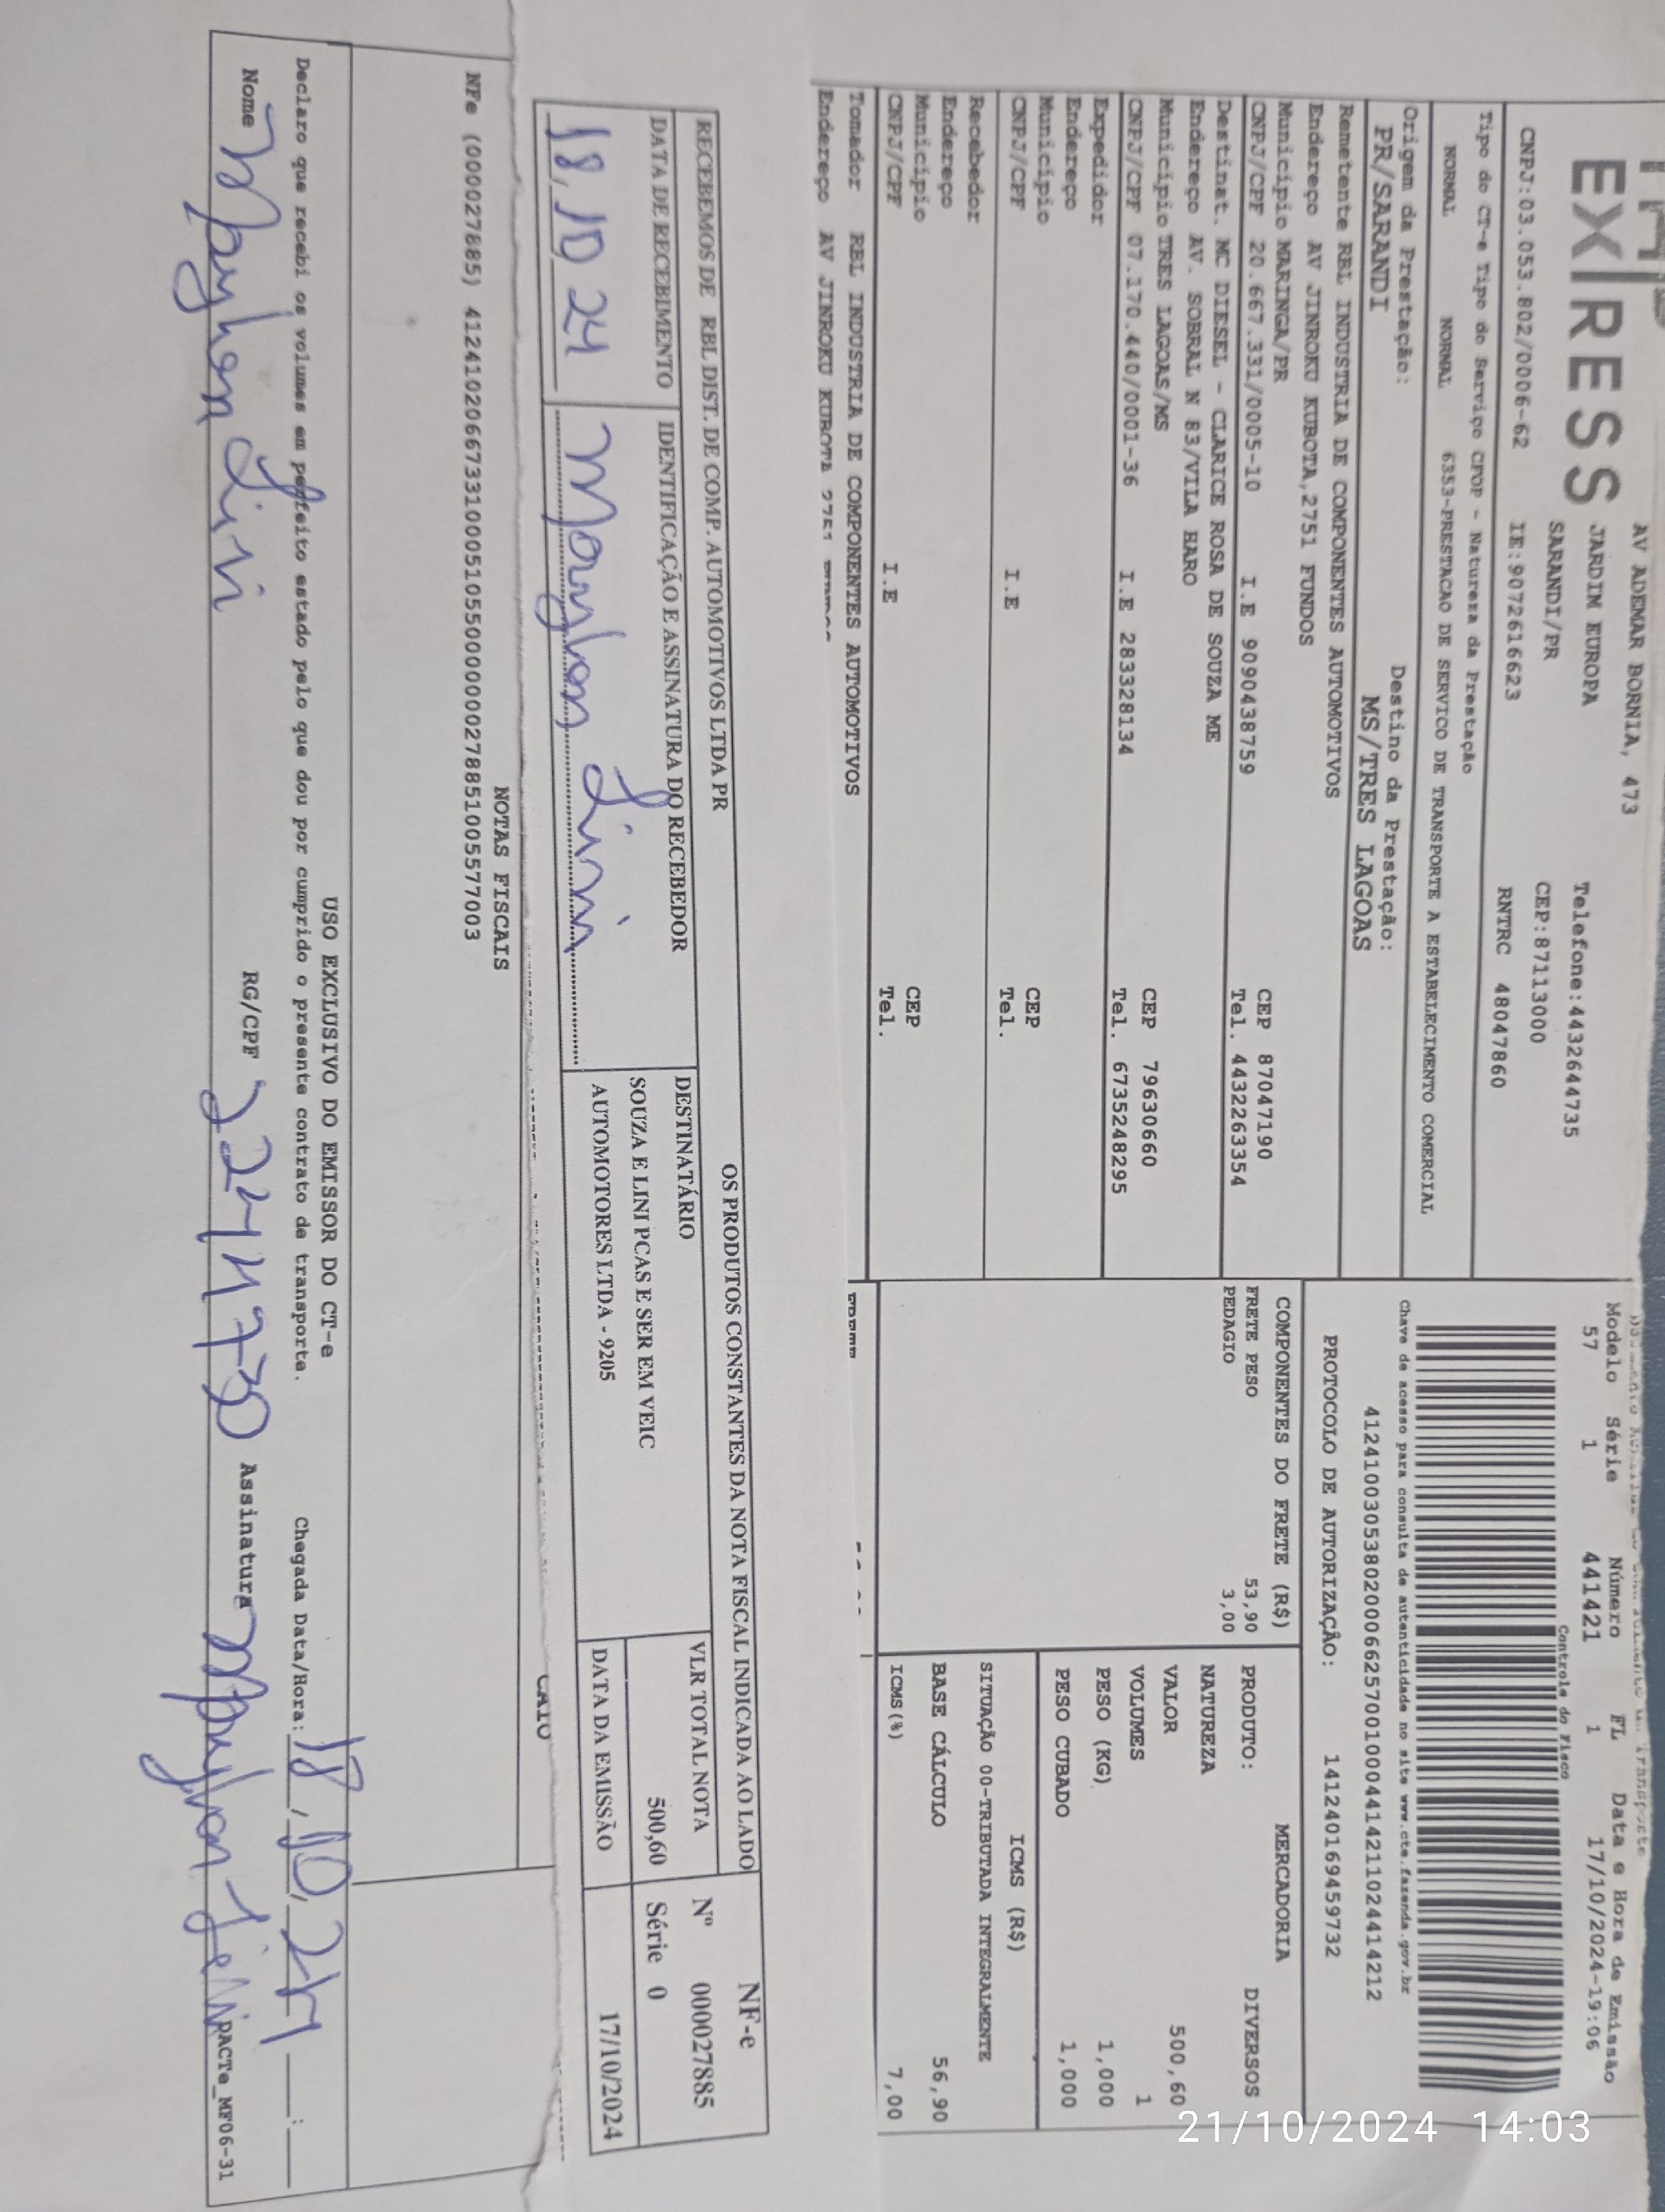 EX RESS
AV ADEMAR BORNIA, 473
JARDIM EUROPA
Telefone:4432644735
SARANDI/PR
CEP:87113000
CNPJ:03.053.802/0006-62 IE:9072616623 RNTRC 48047860
Modelo Série Número FL Data e Hora de Emissão
57 1 441421 1 17/10/2024-19:06
Controle do Fisco
Tipo do CT-e Tipo do Serviço CFOP - Natureza da Prestação
NORMAL NORMAL 6353-PRESTACAO DE SERVICO DE TRANSPORTE A ESTABELECIMENTO COMERCIAL
Chave de acesso para consulta de autenticidade no site www.cte.fazenda.gov.br
41241003053802000662570010004414211024414212
Origem da Prestação: Destino da Prestação:
PR/SARANDI MS/TRES LAGOAS
PROTOCOLO DE AUTORIZAÇÃO: 141240169459732
Remetente RBL INDUSTRIA DE COMPONENTES AUTOMOTIVOS
Endereço AV JINROKU KUBOTA,2751 FUNDOS
Município MARINGA/PR CEP 87047190
CNPJ/CPF 20.667.331/0005-10 I.E 9090438759 Tel. 4432263354
Destinat. MC DIESEL - CLARICE ROSA DE SOUZA ME
Endereço AV. SOBRAL N 83/VILA HARO
Município TRES LAGOAS/MS CEP 79630660
CNPJ/CPF 07.170.440/0001-36 I.E 283328134 Tel. 6735248295
Expedidor
Endereço
Município CEP
CNPJ/CPF I.E Tel.
Recebedor
Endereço
Município CEP
CNPJ/CPF I.E Tel.
Tomador RBL INDUSTRIA DE COMPONENTES AUTOMOTIVOS
Endereço AV JINROKU KUBOTA 2751
COMPONENTES DO FRETE (R$)
FRETE PESO 53,90
PEDAGIO 3,00
MERCADORIA
PRODUTO: DIVERSOS
NATUREZA
VALOR 500,60
VOLUMES 1
PESO (KG) 1,000
PESO CUBADO 1,000
ICMS (R$)
SITUAÇÃO 00-TRIBUTADA INTEGRALMENTE
BASE CÁLCULO 56,90
ICMS(%) 7,00
RECEBEMOS DE RBL DIST. DE COMP. AUTOMOTIVOS LTDA PR OS PRODUTOS CONSTANTES DA NOTA FISCAL INDICADA AO LADO
DATA DE RECEBIMENTO IDENTIFICAÇÃO E ASSINATURA DO RECEBEDOR
18/10/24 Maylon Lini
DESTINATÁRIO
SOUZA E LINI PCAS E SER EM VEIC
AUTOMOTORES LTDA - 9205
VLR TOTAL NOTA
500,60
DATA DA EMISSÃO
17/10/2024
NF-e
Nº 000027885
Série 0
NOTAS FISCAIS
NFe (000027885) 41241020667331000510550000000278851005577003
USO EXCLUSIVO DO EMISSOR DO CT-e
Declaro que recebi os volumes em perfeito estado pelo que dou por cumprido o presente contrato de transporte. Chegada Data/Hora: 18/10/24 :
Nome Maylon Lini RG/CPF Assinatura Maylon Lini
DACTe_MF06-31
21/10/2024 14:03